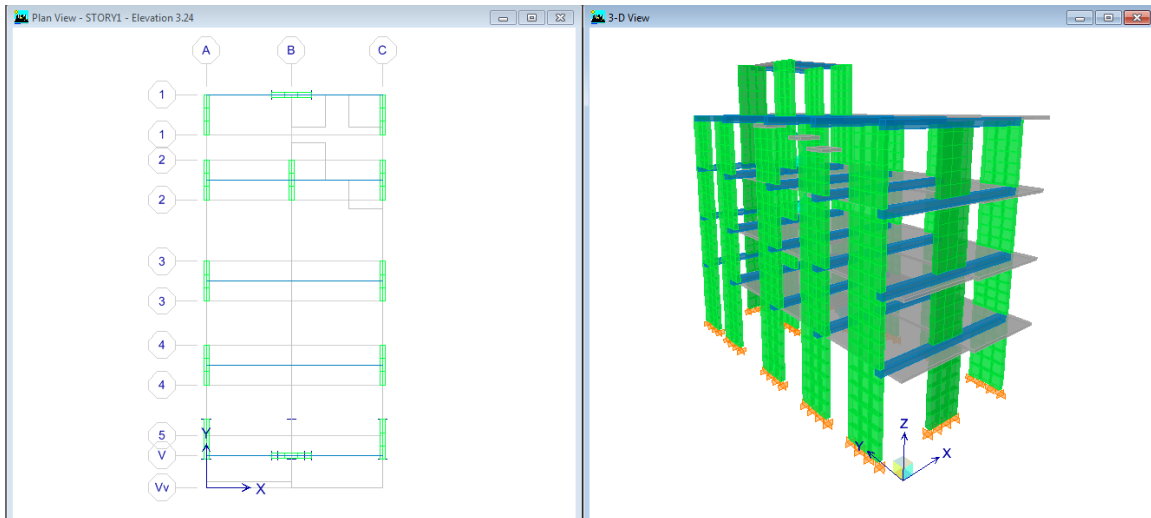 Plan View - STORY1 - Elevation 3.24
A
B
C
1
1
2
2
3
3
4
4
5
Y
V
Vv
X
3-D View
Z
Y
X